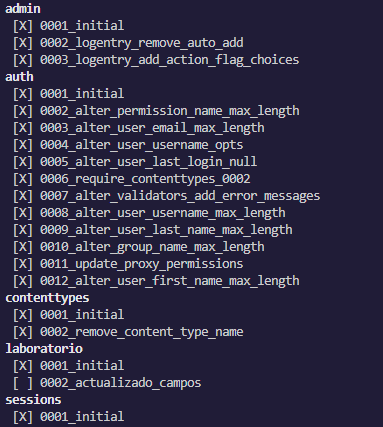 admin
[X] 0001_initial
[X] 0002_logentry_remove_auto_add
[X] 0003_logentry_add_action_flag_choices
auth
[X] 0001_initial
[X] 0002_alter_permission_name_max_length
[X] 0003_alter_user_email_max_length
[X] 0004_alter_user_username_opts
[X] 0005_alter_user_last_login_null
[X] 0006_require_contenttypes_0002
[X] 0007_alter_validators_add_error_messages
[X] 0008_alter_user_username_max_length
[X] 0009_alter_user_last_name_max_length
[X] 0010_alter_group_name_max_length
[X] 0011_update_proxy_permissions
[X] 0012_alter_user_first_name_max_length
contenttypes
[X] 0001_initial
[X] 0002_remove_content_type_name
laboratorio
[X] 0001_initial
[ ] 0002_actualizado_campos
sessions
[X] 0001_initial